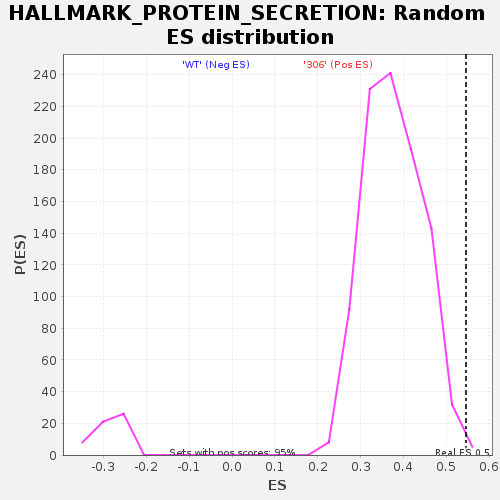 HALLMARK_PROTEIN_SECRETION: Random
ES distribution
'WT' (Neg ES) '306' (Pos ES)
240
220
200
180
160
140
120
100
80
60
40
20
0
P(ES)
Sets with pos scores: 95%
Real ES 0.5
-0.3 -0.2 -0.1 0.0 0.1 0.2 0.3 0.4 0.5 0.6
ES